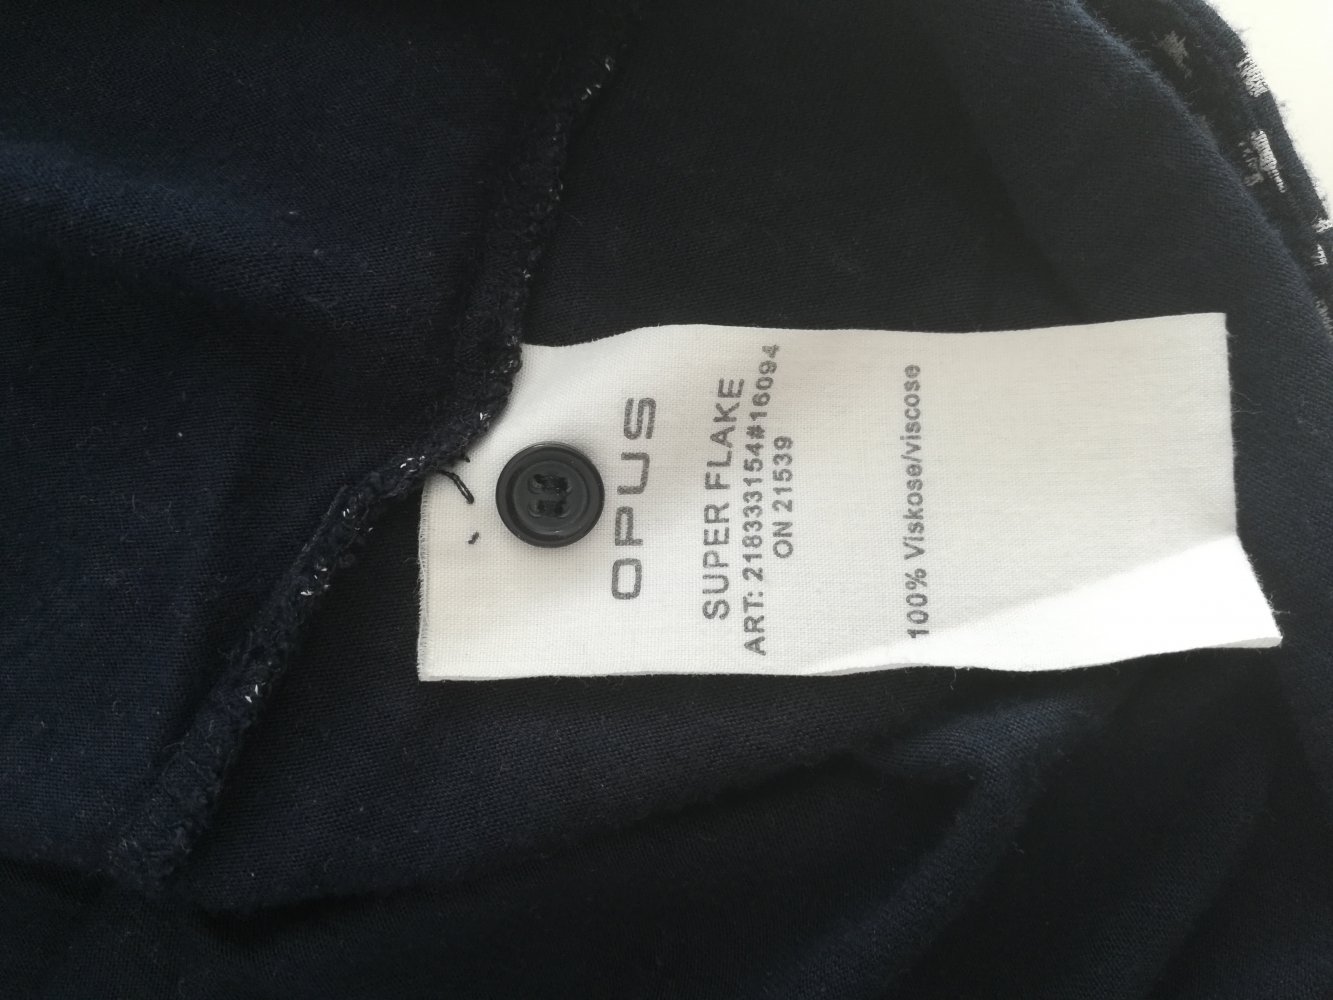 OPUS
SUPER FLAKE
ART: 218333154#16094
ON 21539
100% Viskose/viscose